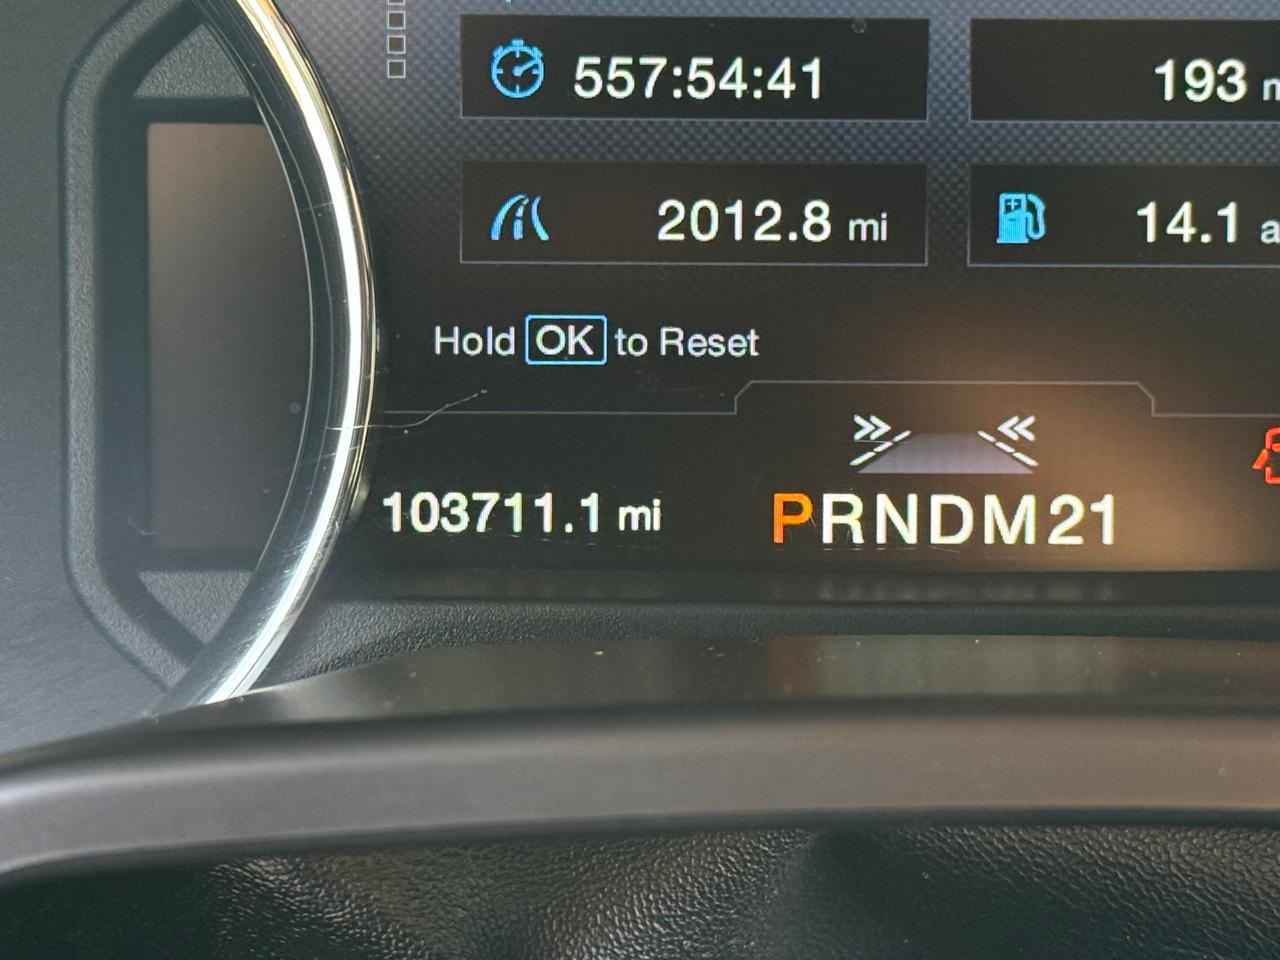 557:54:41
193
2012.8 mi
14.1
Hold OK to Reset
103711.1 mi
PRNDM21